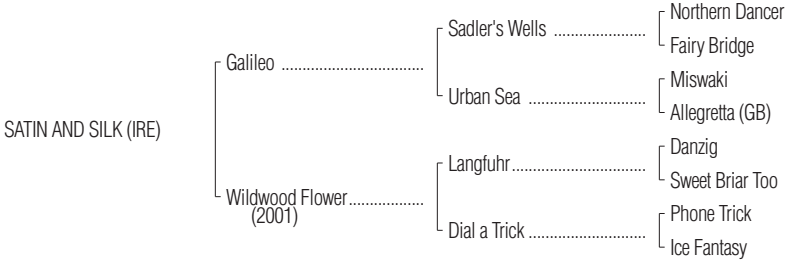 Northern Dancer
Sadler's Wells ......................
Fairy Bridge
Galileo ..................................
Miswaki
Urban Sea ............................
Allegretta (GB)
SATIN AND SILK (IRE)
Danzig
Langfuhr................................
Sweet Briar Too
Wildwood Flower..................
(2001)
Phone Trick
Dial a Trick ............................
Ice Fantasy